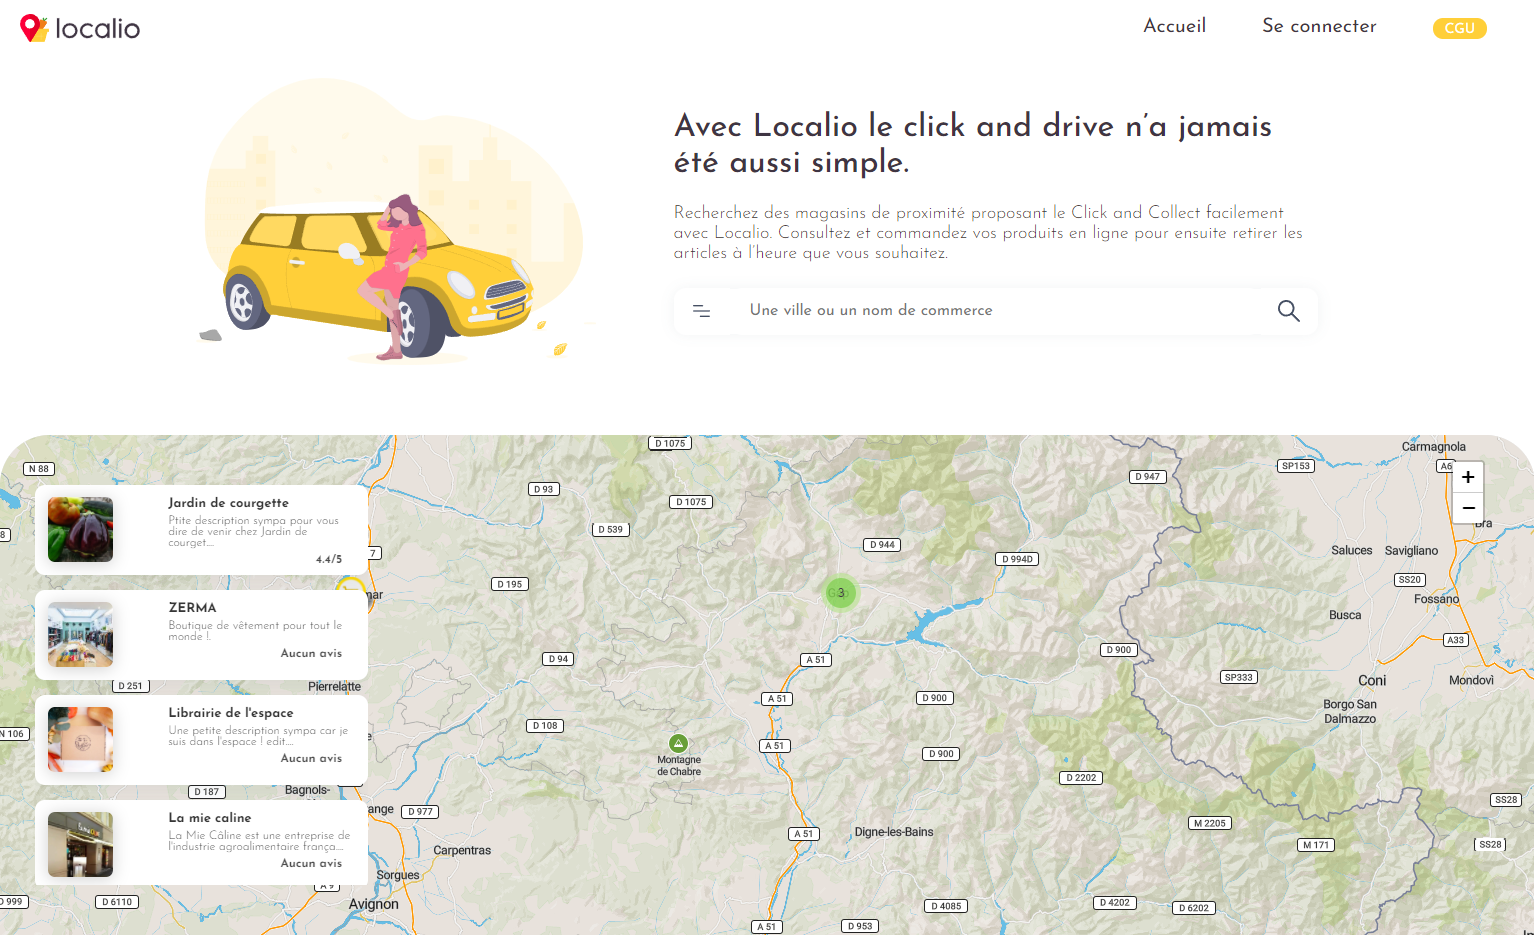 localio
Accueil
Se connecter
CGU
Avec Localio le click and drive n'a jamais
été aussi simple.
Recherchez des magasins de proximité proposant le Click and Collect facilement
avec Localio. Consultez et commandez vos produits en ligne pour ensuite retirer les
articles à l'heure que vous souhaitez.
Une ville ou un nom de commerce
Jardin de courgette
Ptite description sympa pour vous
dire de venir chez Jardin de
courget....
4.4/5
ZERMA
Boutique de vêtement pour tout le
monde !.
Aucun avis
Librairie de l'espace
Une petite description sympa car je
suis dans l'espace ! edit....
Aucun avis
La mie caline
La Mie Câline est une entreprise de
l'industrie agroalimentaire frança....
Aucun avis
N 88
D 1075
Carmagnola
SP153
A6
+
−
D 947
D 93
D 1075
Bra
D 539
8
7
D 944
D 994D
Saluces
Savigliano
SS20
D 195
mar
3
Fossano
Busca
A33
D 94
A 51
D 900
SP333
Coni
Mondovì
D 251
Pierrelatte
A 51
D 900
Borgo San
Dalmazzo
N 106
D 108
e
A 51
D 900
Montagne
de Chabre
D 2202
Bagnols-
D 187
ange
D 977
SS28
M 2205
A 51
Digne-les-Bains
M 171
SS28
Carpentras
Sorgues
A 9
D 999
D 6110
Avignon
D 4085
D 4202
D 6202
A 51
D 953